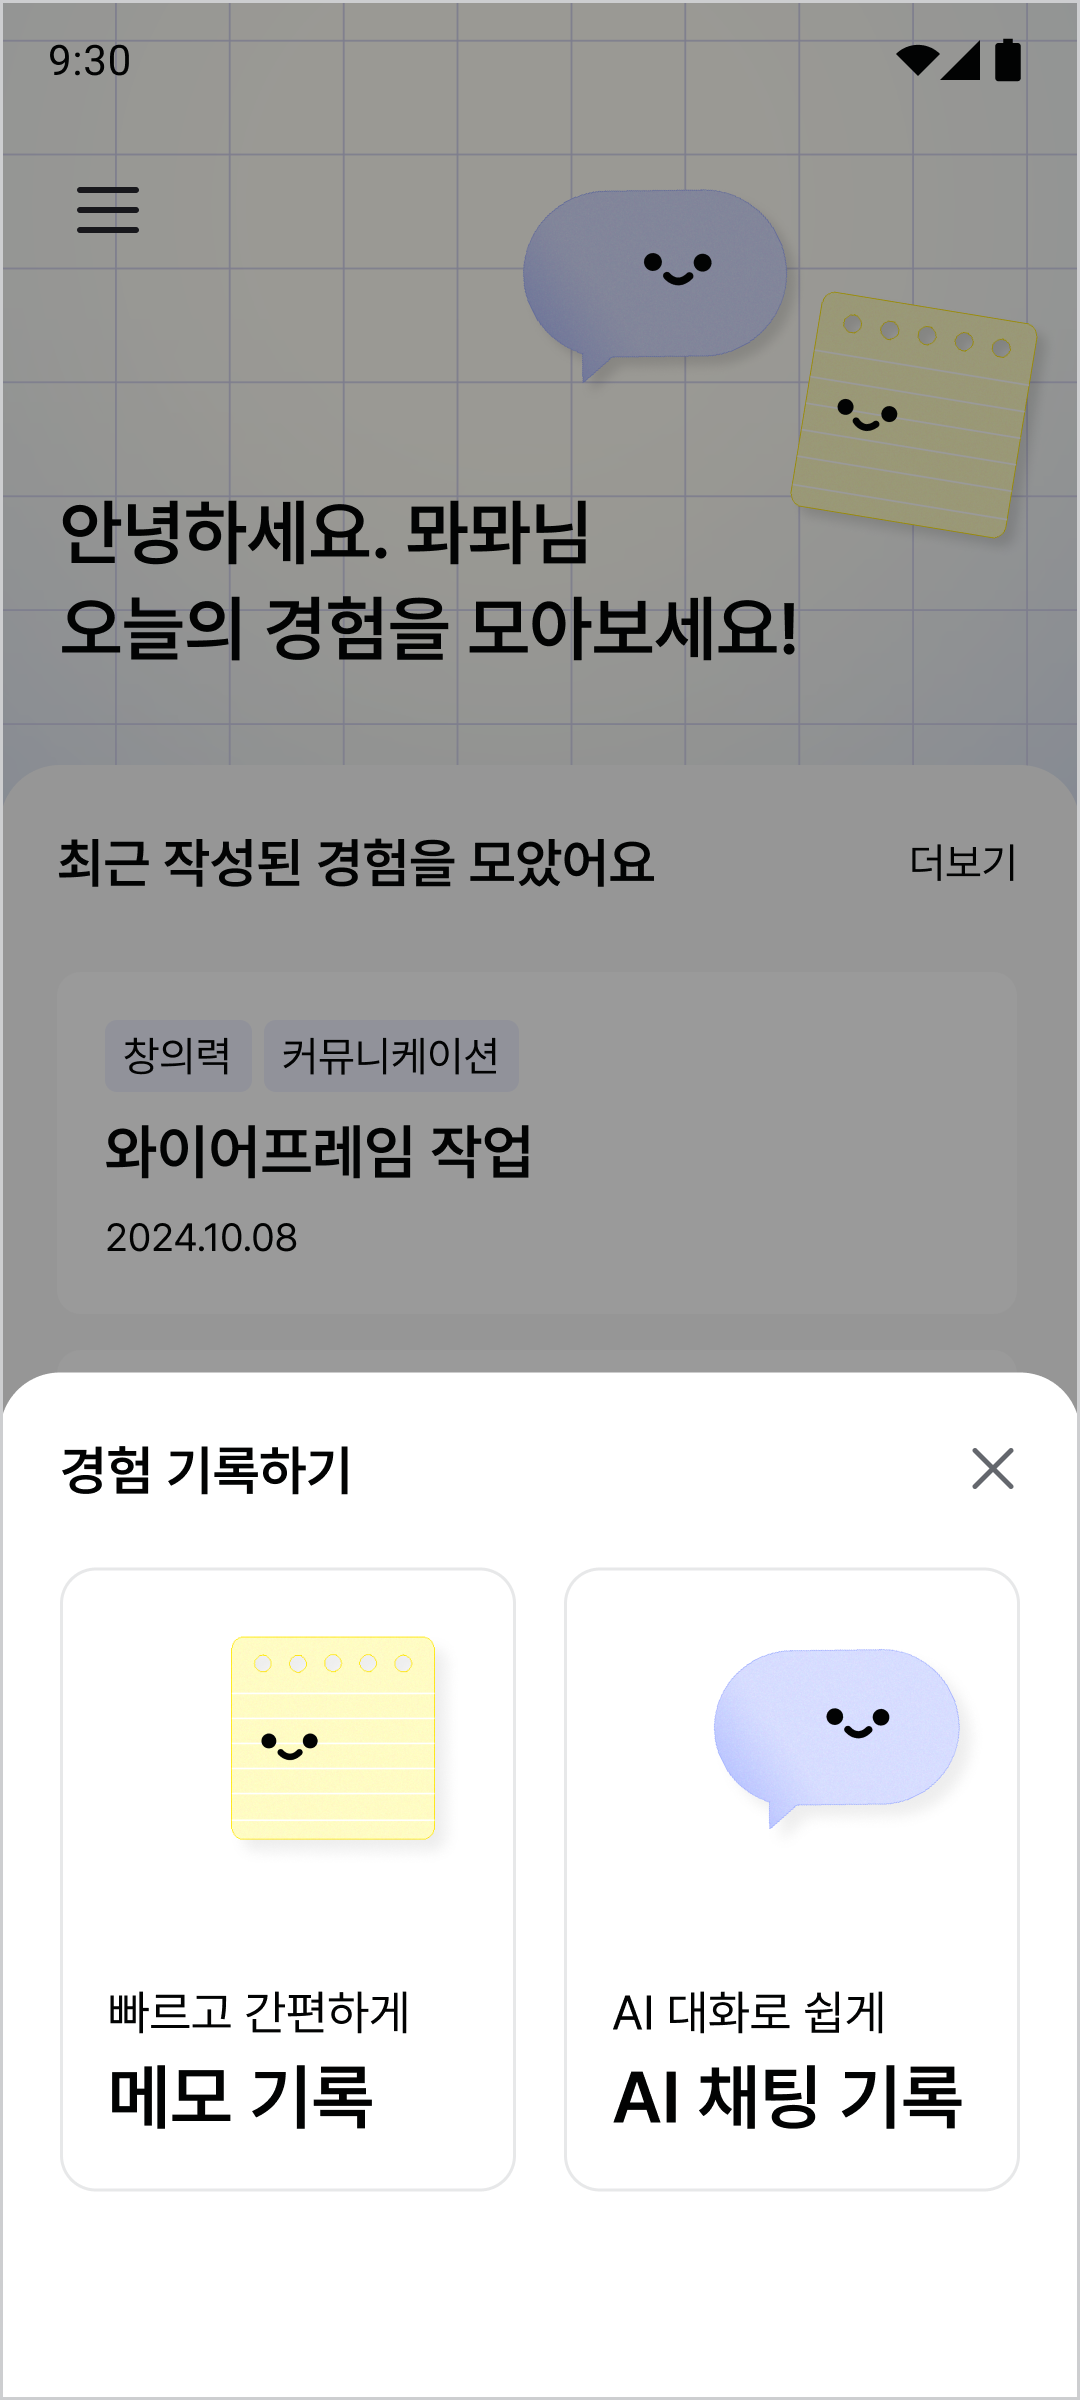 9:30
안녕하세요. 뫄뫄님
오늘의 경험을 모아보세요!
최근 작성된 경험을 모았어요
더보기
창의력
커뮤니케이션
와이어프레임 작업
2024.10.08
경험 기록하기
빠르고 간편하게
메모 기록
AI 대화로 쉽게
AI 채팅 기록